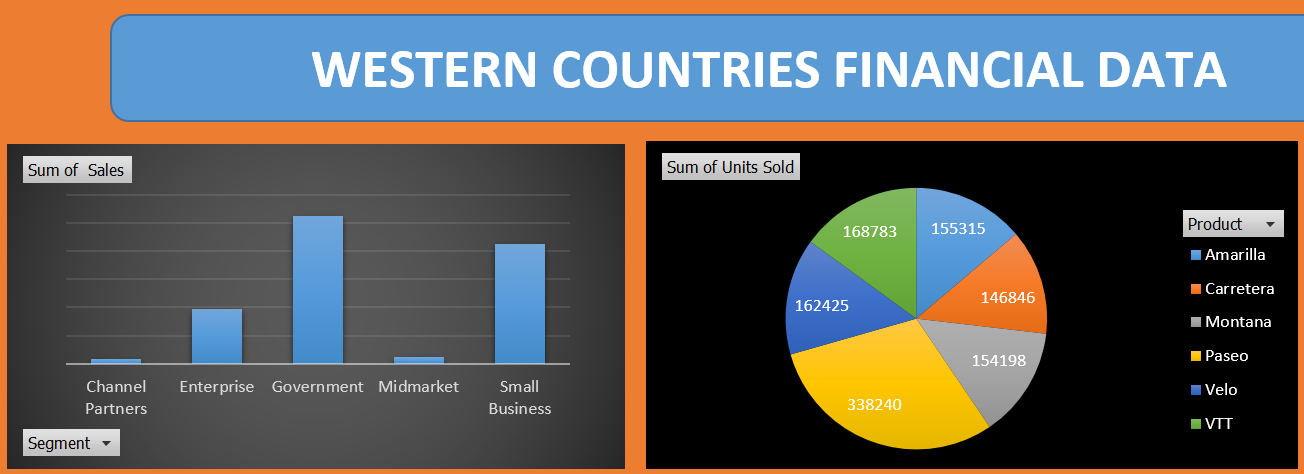 WESTERN COUNTRIES FINANCIAL DATA
Sum of  Sales
Channel
Partners
Enterprise
Government
Midmarket
Small
Business
Segment
Sum of Units Sold
155315
146846
154198
338240
162425
168783
Product
Amarilla
Carretera
Montana
Paseo
Velo
VTT